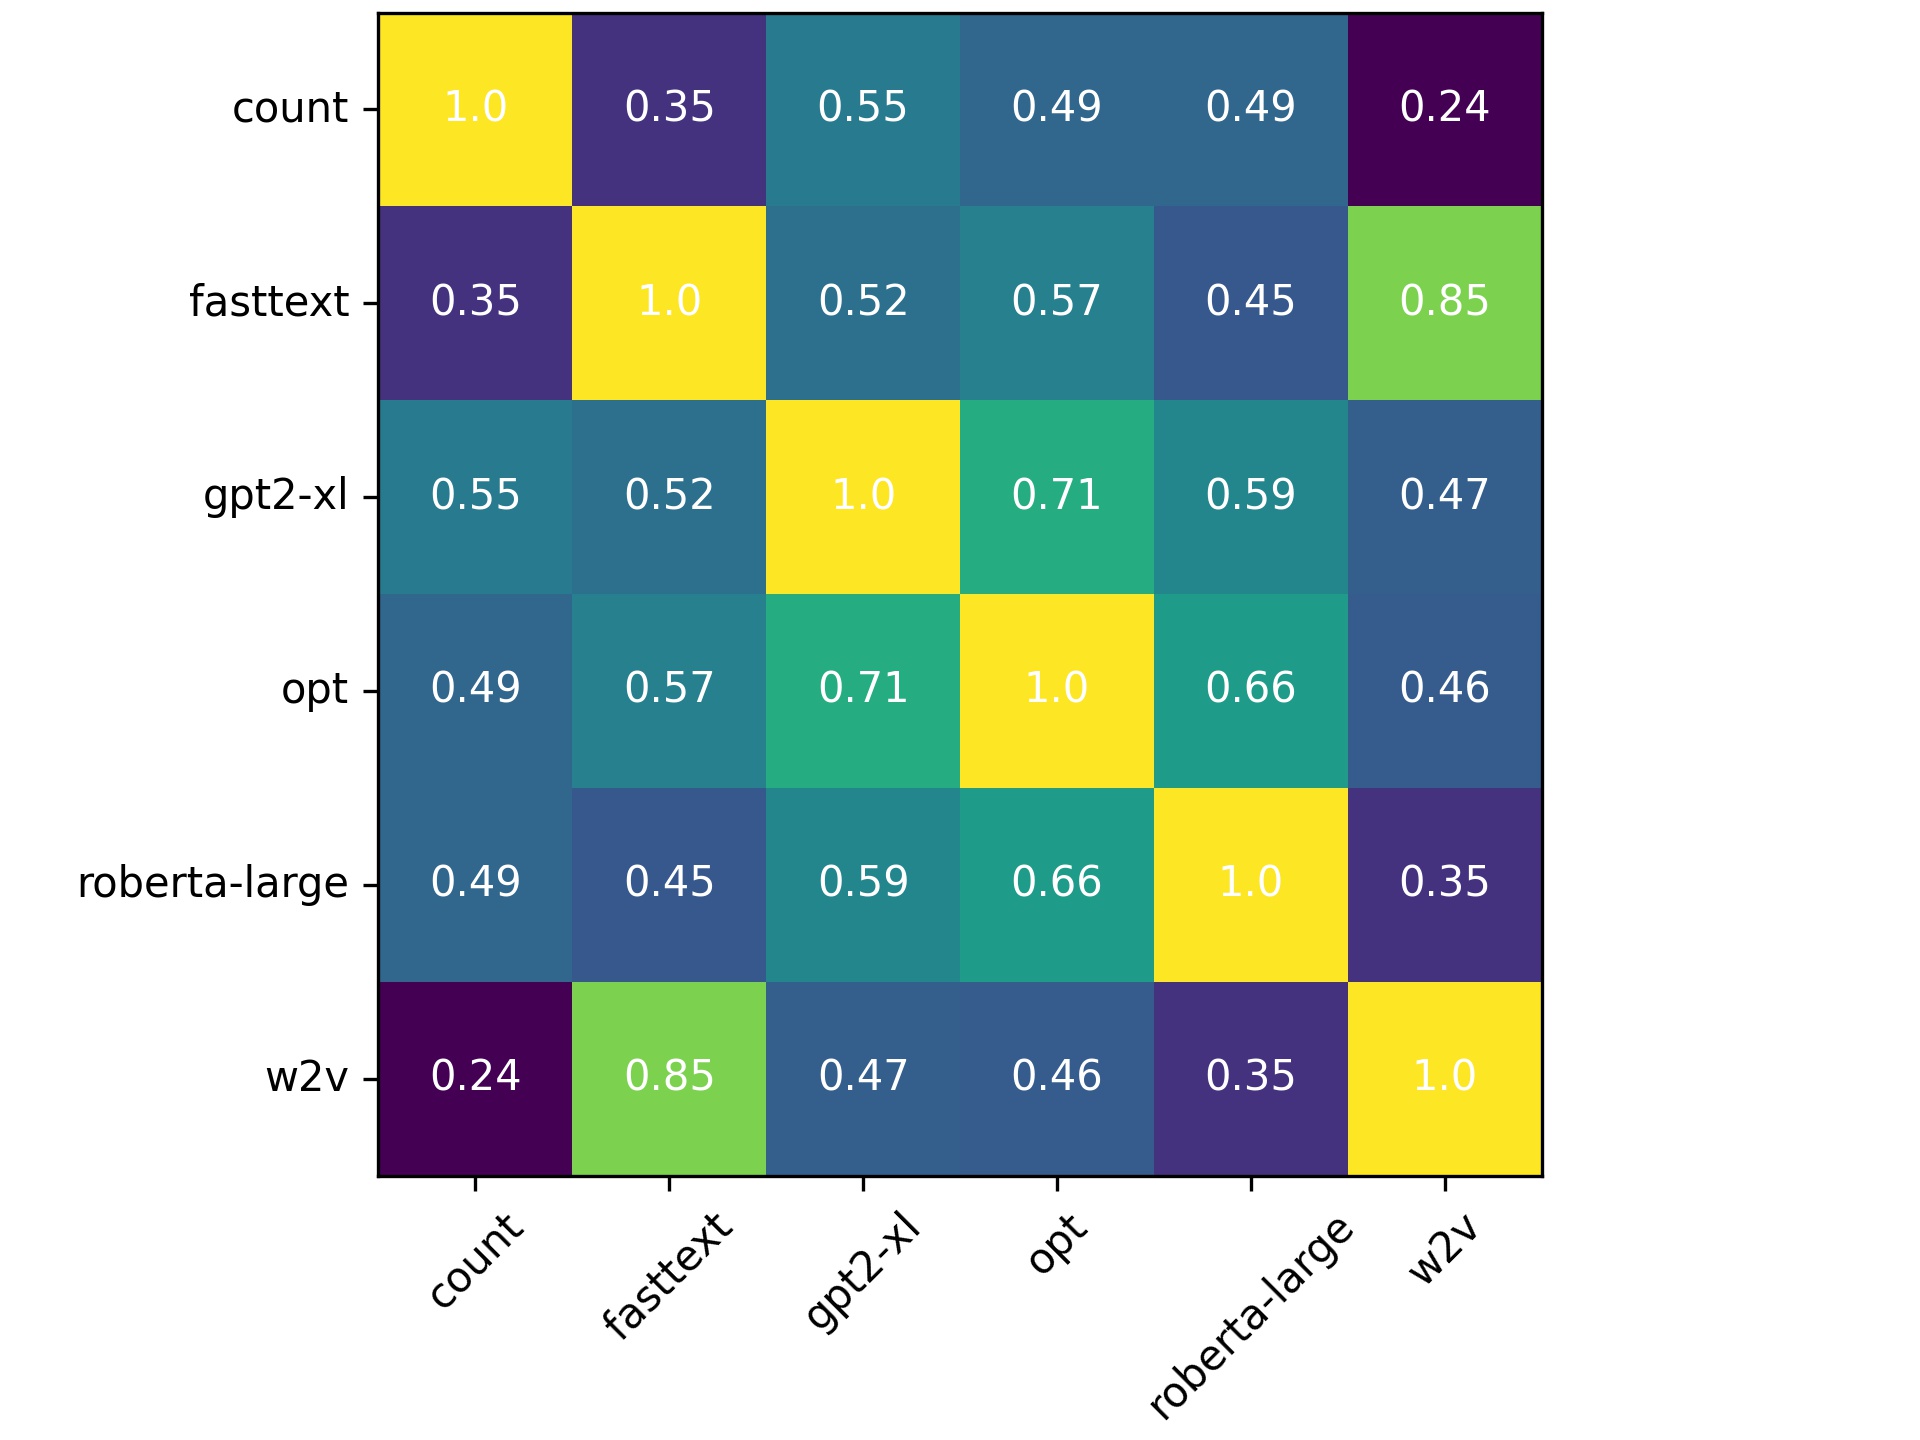 count 1.0 0.35 0.55 0.49 0.49 0.24
fasttext 0.35 1.0 0.52 0.57 0.45 0.85
gpt2-xl 0.55 0.52 1.0 0.71 0.59 0.47
opt 0.49 0.57 0.71 1.0 0.66 0.46
roberta-large 0.49 0.45 0.59 0.66 1.0 0.35
w2v 0.24 0.85 0.47 0.46 0.35 1.0
count fasttext gpt2-xl opt roberta-large w2v